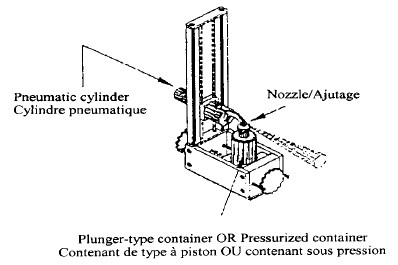 Pneumatic cylinder
Cylindre pneumatique
Nozzle/Ajutage
Plunger-type container OR Pressurized container
Contenant de type à piston OU contenant sous pression